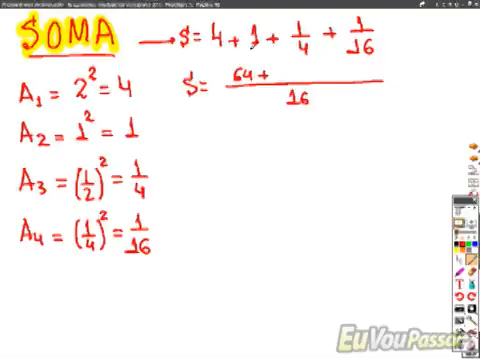 SOMA → S = 4 + 1 + 1/4 + 1/16
S = (64 +)/16
A1 = 2² = 4
A2 = 1² = 1
A3 = (1/2)² = 1/4
A4 = (1/4)² = 1/16
EuVouPassar